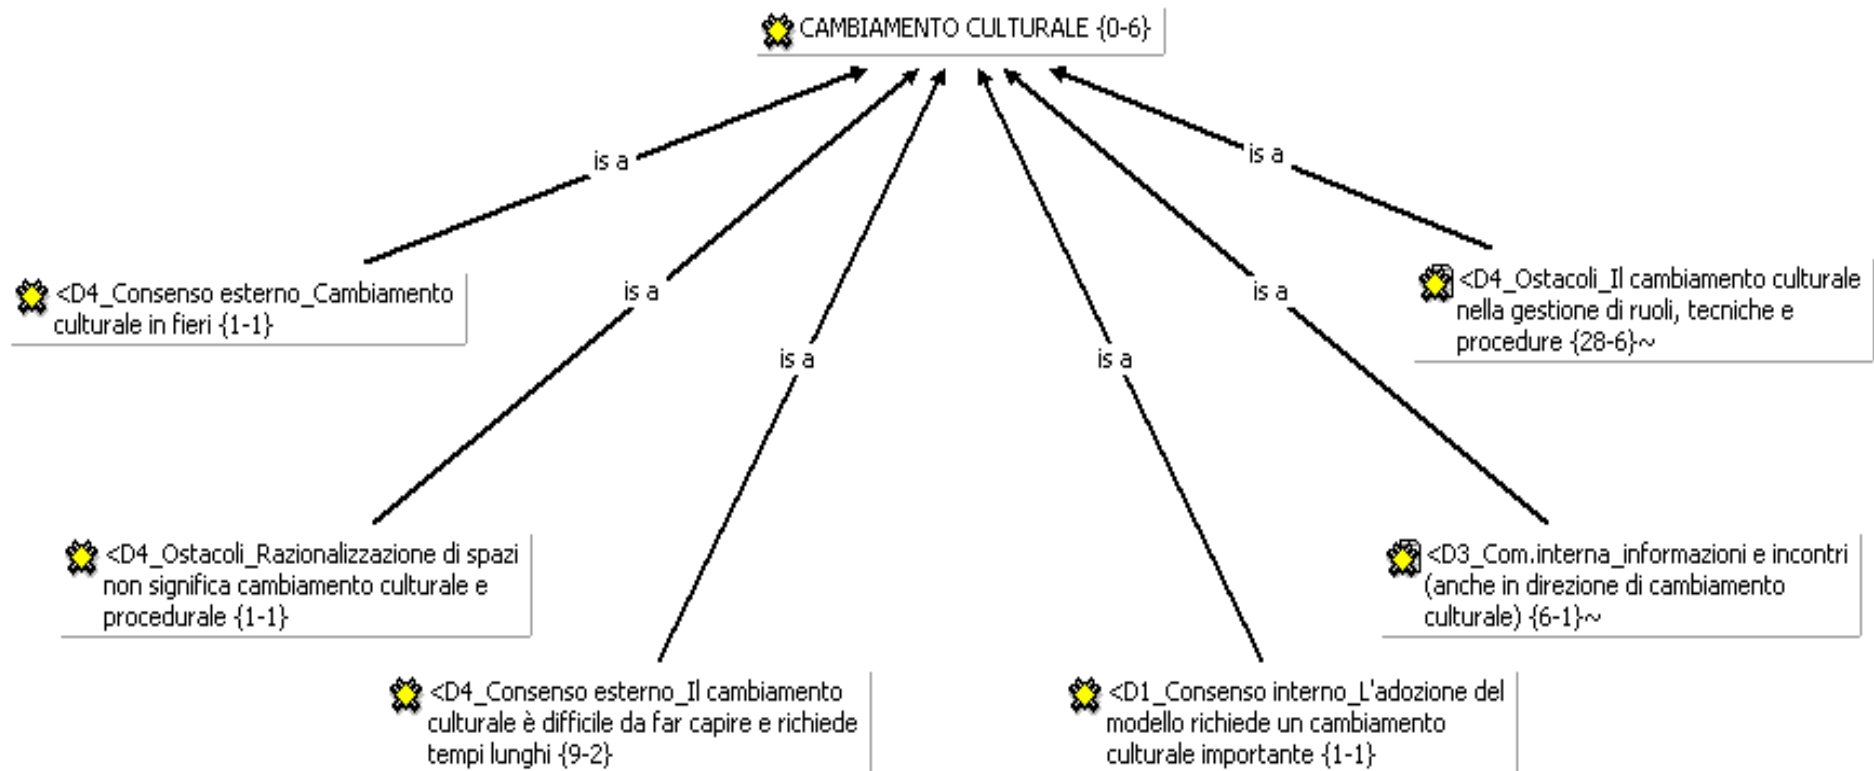 CAMBIAMENTO CULTURALE {0-6}
is a
is a
is a
is a
is a
is a
<D4_Consenso esterno_Cambiamento
culturale in fieri {1-1}
<D4_Ostacoli_Il cambiamento culturale
nella gestione di ruoli, tecniche e
procedure {28-6}~
<D4_Ostacoli_Razionalizzazione di spazi
non significa cambiamento culturale e
procedurale {1-1}
<D3_Com.interna_informazioni e incontri
(anche in direzione di cambiamento
culturale) {6-1}~
<D4_Consenso esterno_Il cambiamento
culturale è difficile da far capire e richiede
tempi lunghi {9-2}
<D1_Consenso interno_L'adozione del
modello richiede un cambiamento
culturale importante {1-1}